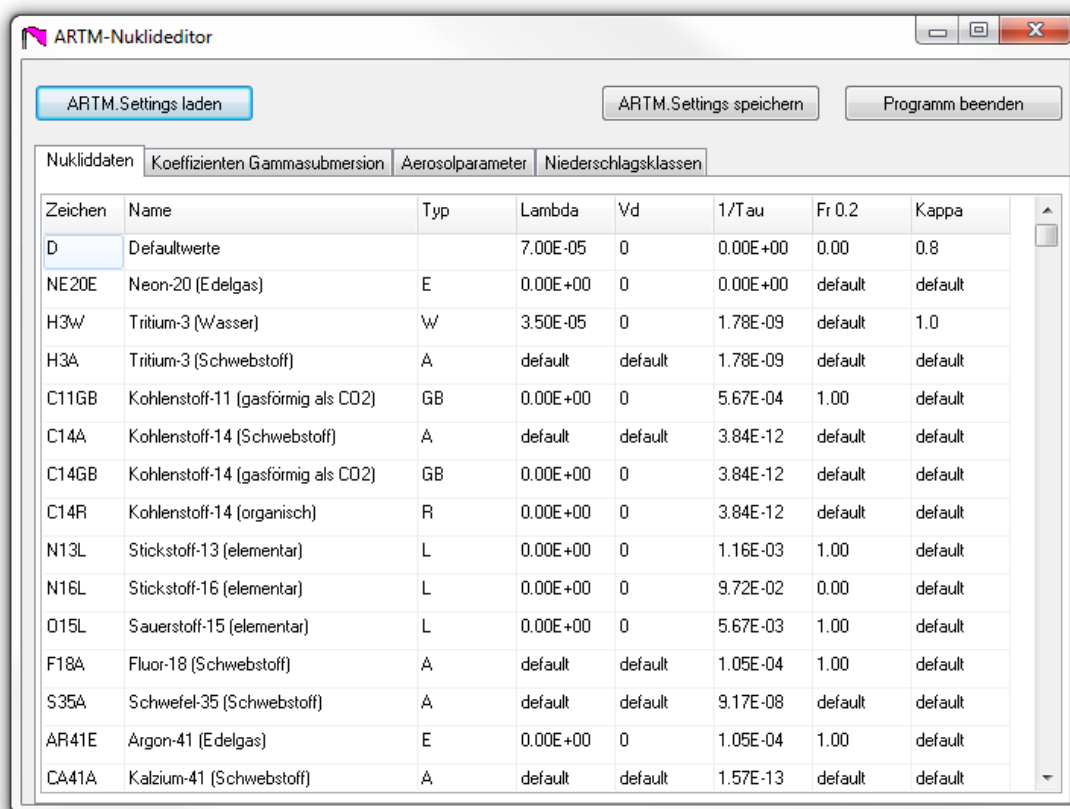 ARTM-Nuklideditor
ARTM.Settings laden ARTM.Settings speichern Programm beenden
Nukliddaten Koeffizienten Gammasubmersion Aerosolparameter Niederschlagsklassen
Zeichen Name Typ Lambda Vd 1/Tau Fr 0.2 Kappa
D Defaultwerte 7.00E-05 0 0.00E+00 0.00 0.8
NE20E Neon-20 (Edelgas) E 0.00E+00 0 0.00E+00 default default
H3W Tritium-3 (Wasser) W 3.50E-05 0 1.78E-09 default 1.0
H3A Tritium-3 (Schwebstoff) A default default 1.78E-09 default default
C11GB Kohlenstoff-11 (gasförmig als CO2) GB 0.00E+00 0 5.67E-04 1.00 default
C14A Kohlenstoff-14 (Schwebstoff) A default default 3.84E-12 default default
C14GB Kohlenstoff-14 (gasförmig als CO2) GB 0.00E+00 0 3.84E-12 default default
C14R Kohlenstoff-14 (organisch) R 0.00E+00 0 3.84E-12 default default
N13L Stickstoff-13 (elementar) L 0.00E+00 0 1.16E-03 1.00 default
N16L Stickstoff-16 (elementar) L 0.00E+00 0 9.72E-02 0.00 default
O15L Sauerstoff-15 (elementar) L 0.00E+00 0 5.67E-03 1.00 default
F18A Fluor-18 (Schwebstoff) A default default 1.05E-04 1.00 default
S35A Schwefel-35 (Schwebstoff) A default default 9.17E-08 default default
AR41E Argon-41 (Edelgas) E 0.00E+00 0 1.05E-04 1.00 default
CA41A Kalzium-41 (Schwebstoff) A default default 1.57E-13 default default